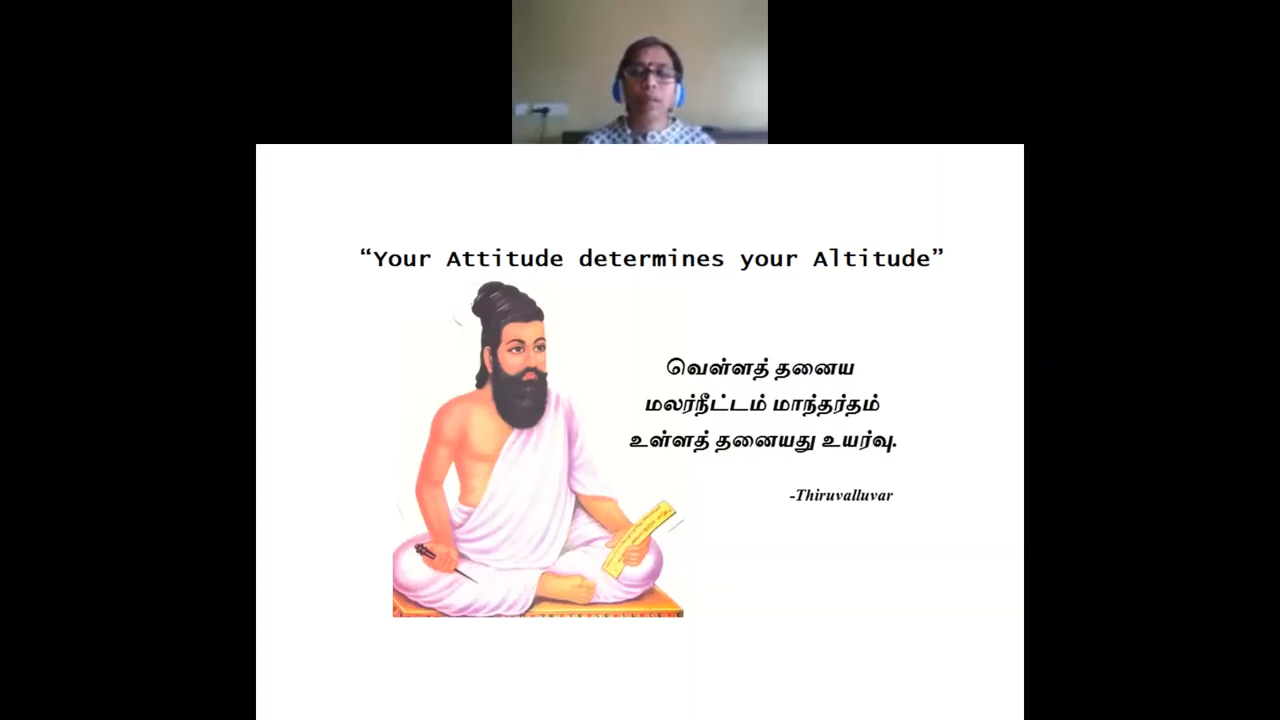 “Your Attitude determines your Altitude”
வெள்ளத் தனைய
மலர்நீட்டம் மாந்தர்தம்
உள்ளத் தனையது உயர்வு.
-Thiruvalluvar